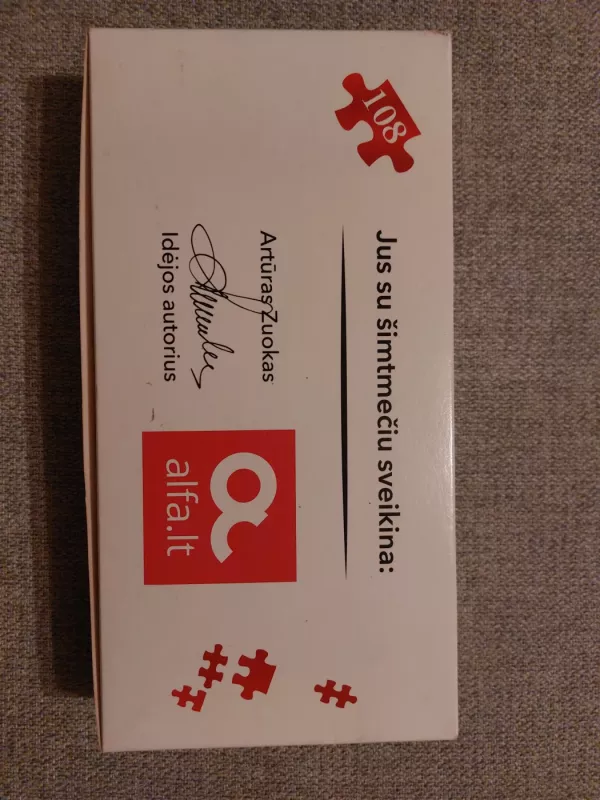 108
Jus su šimtmečiu sveikina:
Artūras Zuokas
Idėjos autorius
alfa.lt